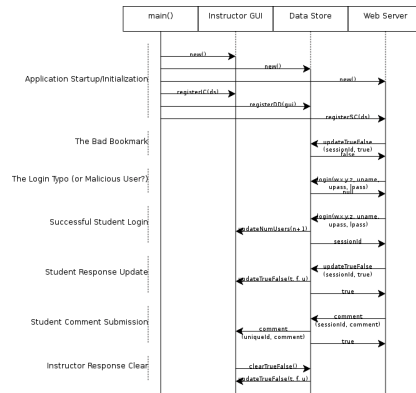 main() Instructor GUI Data Store Web Server
new()
new()
Application Startup/Initialization
new()
registerIC(ds)
registerDD(gui)
registerSC(ds)
The Bad Bookmark
updateTrueFalse
(sessionId, true)
false
The Login Typo (or Malicious User?)
login(w.x.y.z, uname,
upass, lpass)
null
Successful Student Login
login(w.x.y.z, uname,
upass, lpass)
updateNumUsers(n+1)
sessionId
Student Response Update
updateTrueFalse
(sessionId, true)
updateTrueFalse(t, f, u)
true
Student Comment Submission
comment
(sessionId, comment)
comment
(uniqueId, comment)
true
Instructor Response Clear
clearTrueFalse()
updateTrueFalse(t, f, u)